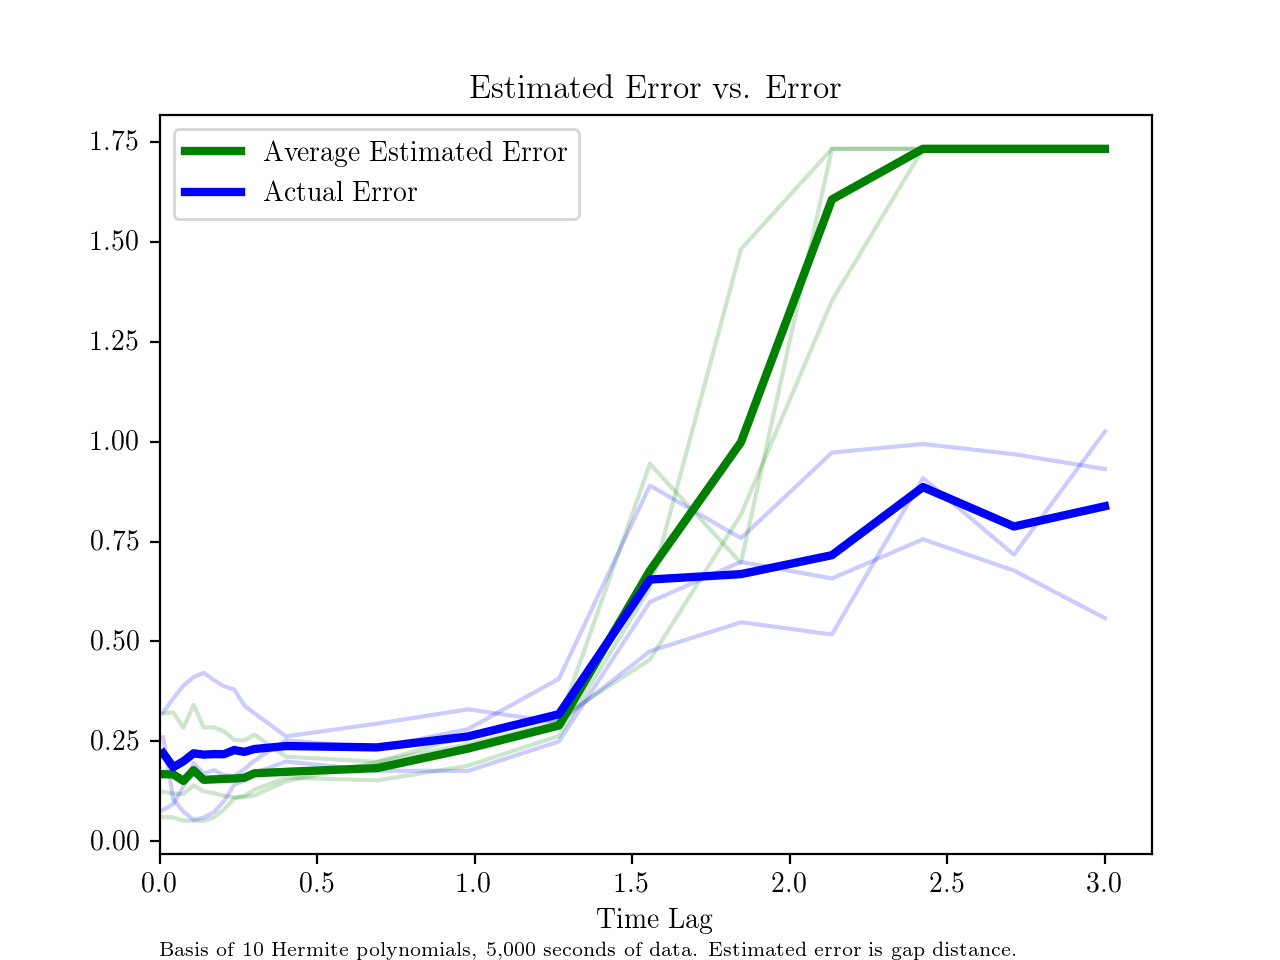 Estimated Error vs. Error
Average Estimated Error
Actual Error
1.75
1.50
1.25
1.00
0.75
0.50
0.25
0.00
0.0 0.5 1.0 1.5 2.0 2.5 3.0
Time Lag
Basis of 10 Hermite polynomials, 5,000 seconds of data. Estimated error is gap distance.